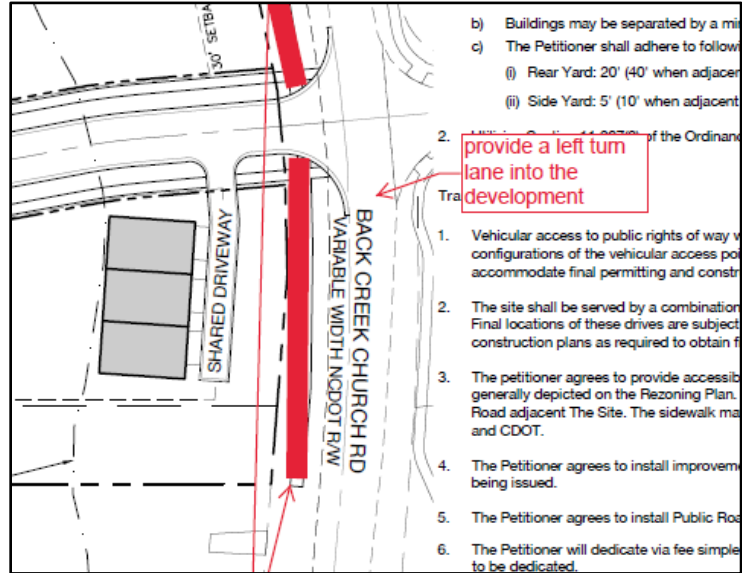 30' SETBA
SHARED DRIVEWAY
BACK CREEK CHURCH RD
VARIABLE WIDTH NCDOT R/W
provide a left turn
lane into the
development
b) Buildings may be separated by a mi
c) The Petitioner shall adhere to followi
(i) Rear Yard: 20' (40' when adjacer
(ii) Side Yard: 5' (10' when adjacent
2. of the Ordinanc
Tra
1. Vehicular access to public rights of way w
configurations of the vehicular access poi
accommodate final permitting and constr
2. The site shall be served by a combination
Final locations of these drives are subject
construction plans as required to obtain fi
3. The petitioner agrees to provide accessib
generally depicted on the Rezoning Plan.
Road adjacent The Site. The sidewalk ma
and CDOT.
4. The Petitioner agrees to install improveme
being issued.
5. The Petitioner agrees to install Public Roa
6. The Petitioner will dedicate via fee simple
to be dedicated.